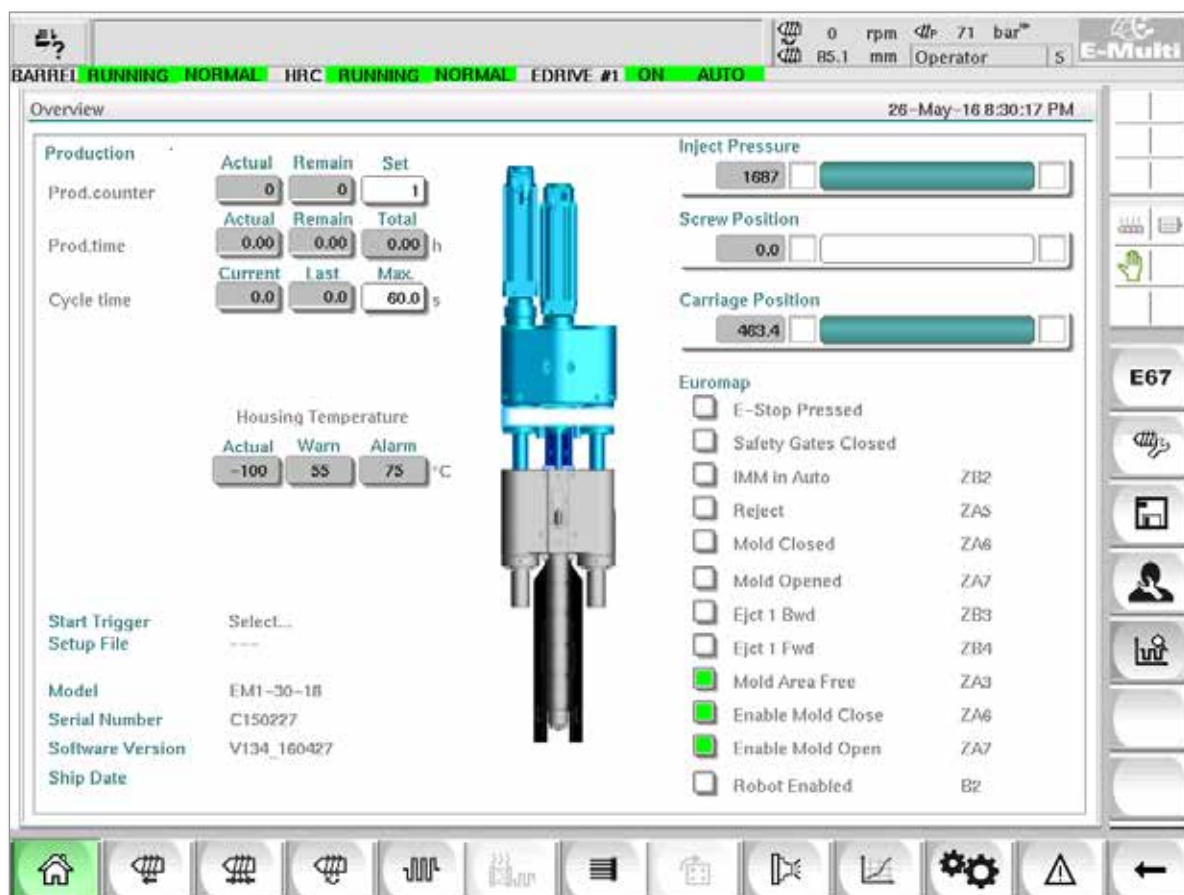 0 rpm 71 bar
85.1 mm Operator S
E-Multi
BARREL RUNNING NORMAL HRC RUNNING NORMAL EDRIVE #1 ON AUTO
Overview 26-May-16 8:30:17 PM
Production
Actual Remain Set
Prod.counter 0 0 1
Actual Remain Total
Prod.time 0.00 0.00 0.00 h
Current Last Max.
Cycle time 0.0 0.0 60.0 s
Housing Temperature
Actual Warn Alarm
-100 55 75 °C
Start Trigger Select...
Setup File ---
Model EM1-30-18
Serial Number C150227
Software Version V134_160427
Ship Date
Inject Pressure
1687
Screw Position
0.0
Carriage Position
463.4
Euromap
E-Stop Pressed
Safety Gates Closed
IMM in Auto ZB2
Reject ZA5
Mold Closed ZA6
Mold Opened ZA7
Ejct 1 Bwd ZB3
Ejct 1 Fwd ZB4
Mold Area Free ZA3
Enable Mold Close ZA6
Enable Mold Open ZA7
Robot Enabled B2
E67